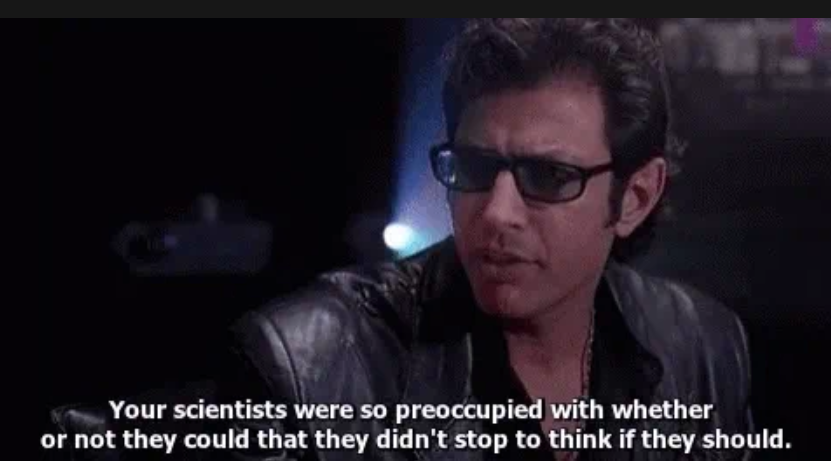 Your scientists were so preoccupied with whether
or not they could that they didn't stop to think if they should.